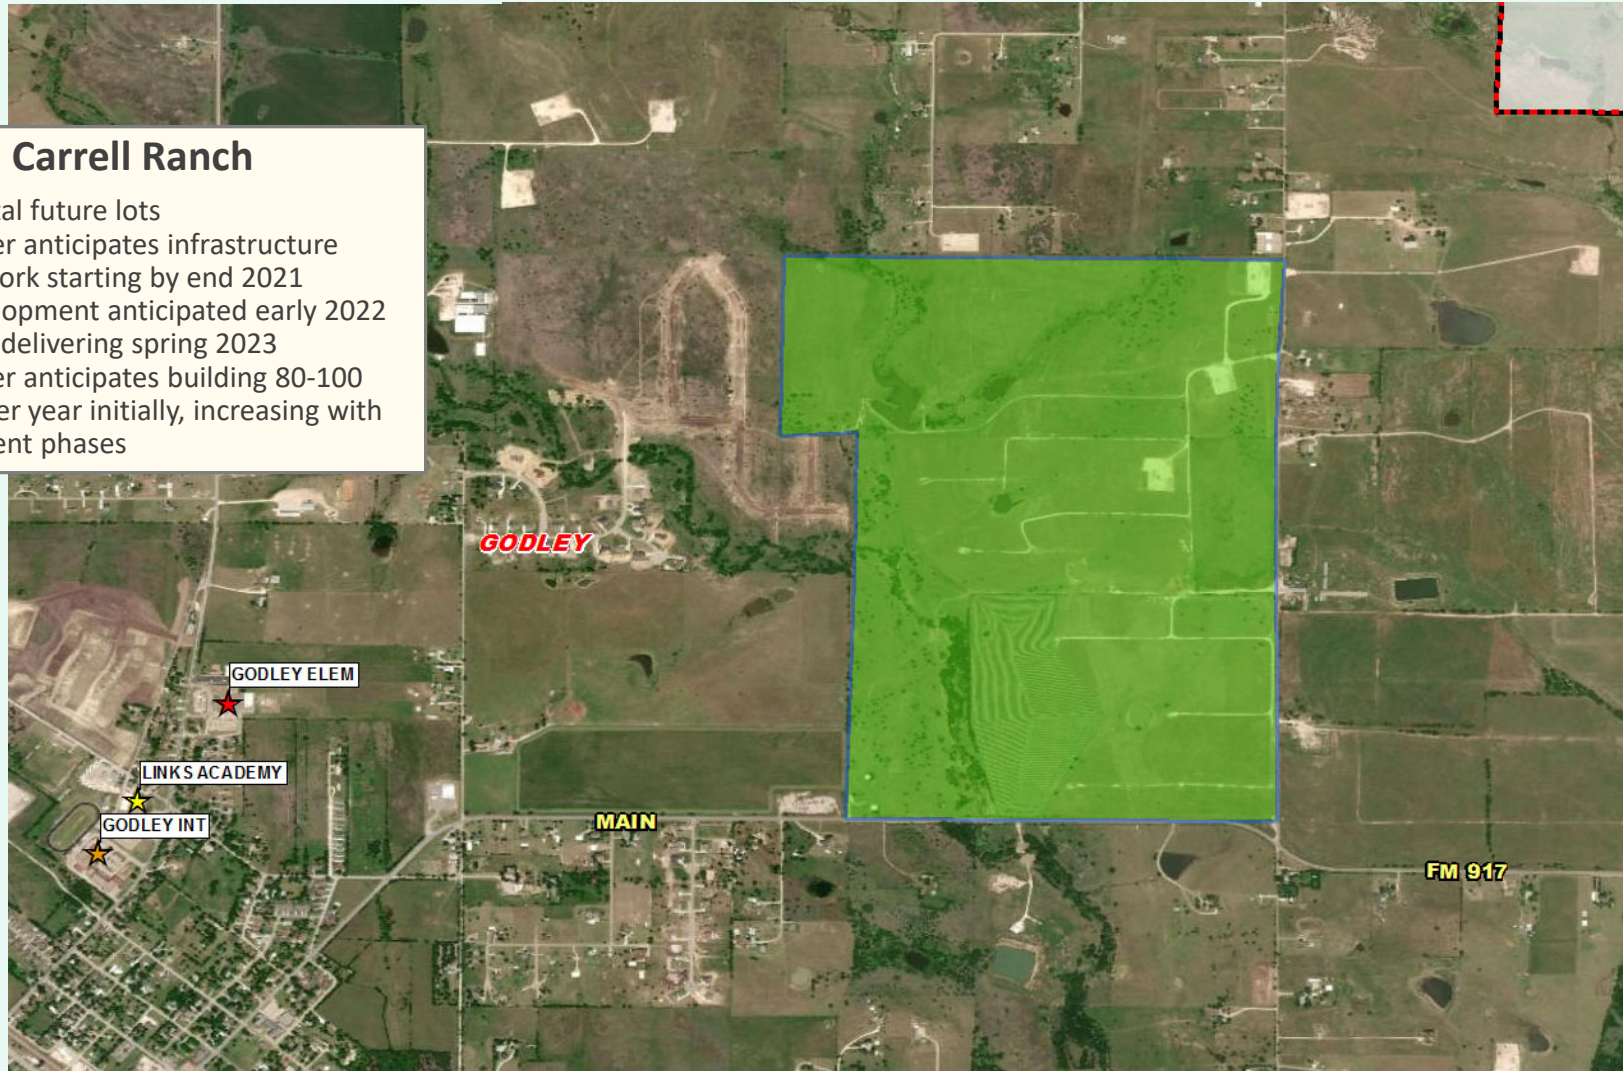 Carrell Ranch
tal future lots
er anticipates infrastructure
ork starting by end 2021
opment anticipated early 2022
delivering spring 2023
er anticipates building 80-100
er year initially, increasing with
ent phases
GODLEY
GODLEY ELEM
LINKS ACADEMY
GODLEY INT
MAIN
FM 917